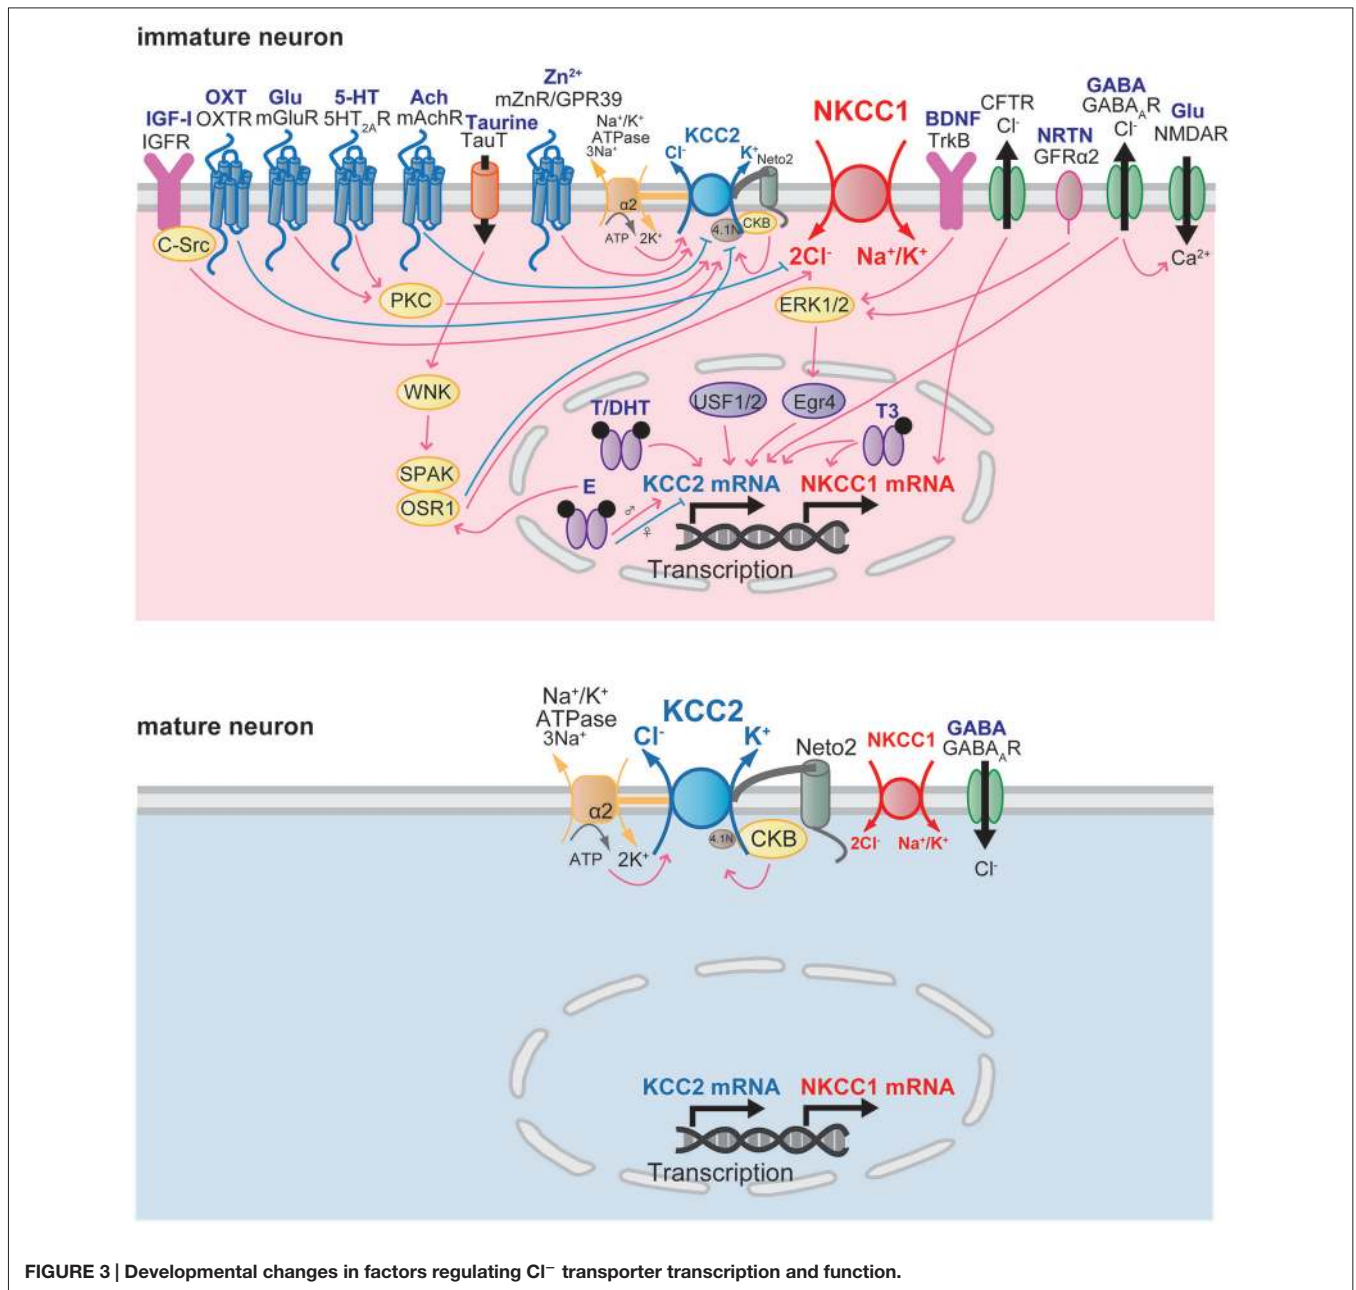 immature neuron
IGF-I
IGFR
OXT
OXTR
Glu
mGluR
5-HT
5HT2AR
Ach
mAchR
Taurine
TauT
Zn2+
mZnR/GPR39
Na+/K+
ATPase
3Na+
α2
ATP
2K+
KCC2
Cl-
K+
Neto2
4.1N
CKB
NKCC1
2Cl-
Na+/K+
BDNF
TrkB
CFTR
Cl-
NRTN
GFRα2
GABA
GABAAR
Cl-
Glu
NMDAR
Ca2+
C-Src
PKC
ERK1/2
WNK
USF1/2
Egr4
T/DHT
T3
SPAK
OSR1
KCC2 mRNA
NKCC1 mRNA
E
♂
♀
Transcription
mature neuron
Na+/K+
ATPase
3Na+
α2
ATP
2K+
KCC2
Cl-
K+
4.1N
CKB
Neto2
NKCC1
2Cl-
Na+/K+
GABA
GABAAR
Cl-
KCC2 mRNA
NKCC1 mRNA
Transcription
FIGURE 3 | Developmental changes in factors regulating Cl− transporter transcription and function.